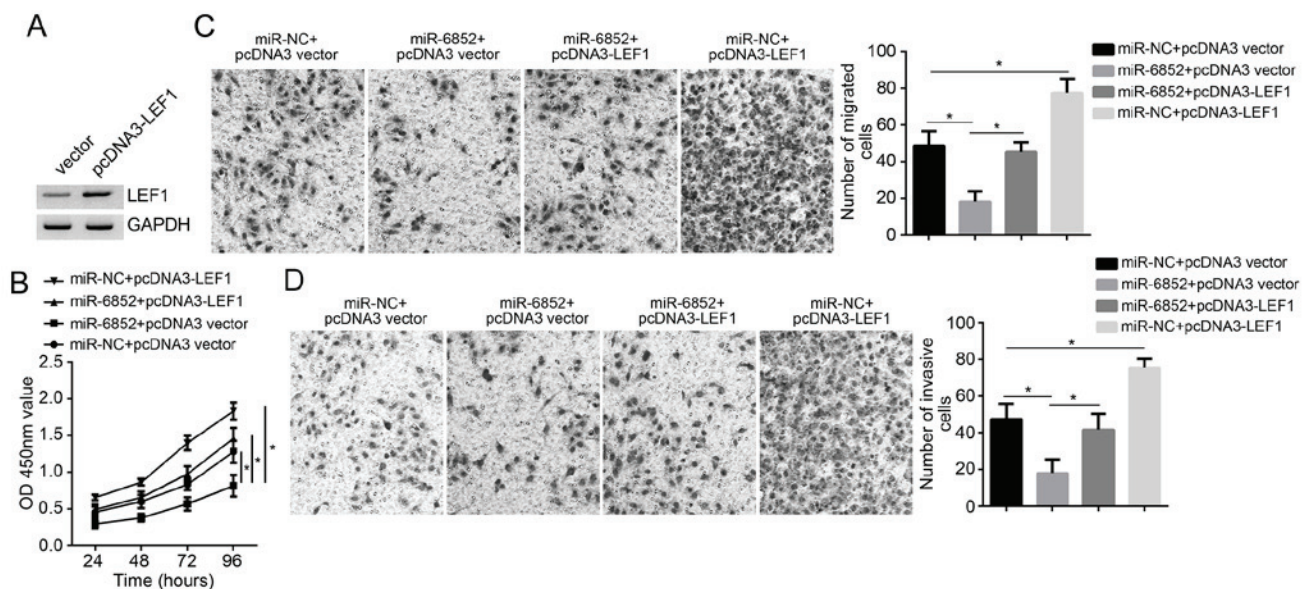 A
vector
pcDNA3-LEF1
LEF1
GAPDH
B
miR-NC+pcDNA3-LEF1
miR-6852+pcDNA3-LEF1
miR-6852+pcDNA3 vector
miR-NC+pcDNA3 vector
OD 450nm value
2.5
2.0
1.5
1.0
0.5
0.0
24 48 72 96
Time (hours)
*
*
*
C
miR-NC+
pcDNA3 vector
miR-6852+
pcDNA3 vector
miR-6852+
pcDNA3-LEF1
miR-NC+
pcDNA3-LEF1
Number of migrated
cells
100
80
60
40
20
0
*
*
*
miR-NC+pcDNA3 vector
miR-6852+pcDNA3 vector
miR-6852+pcDNA3-LEF1
miR-NC+pcDNA3-LEF1
D
miR-NC+
pcDNA3 vector
miR-6852+
pcDNA3 vector
miR-6852+
pcDNA3-LEF1
miR-NC+
pcDNA3-LEF1
miR-NC+pcDNA3 vector
miR-6852+pcDNA3 vector
miR-6852+pcDNA3-LEF1
miR-NC+pcDNA3-LEF1
Number of invasive
cells
100
80
60
40
20
0
*
*
*